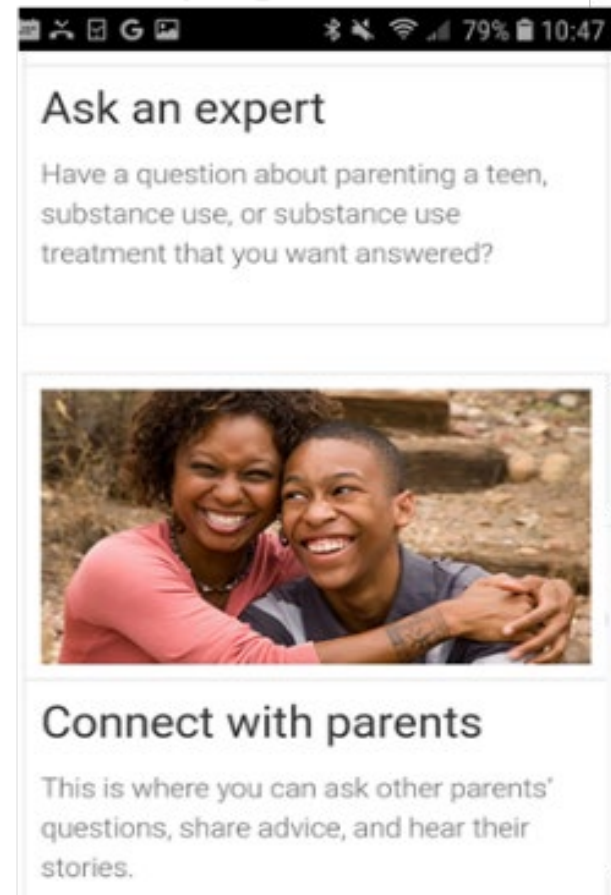 79% 10:47
Ask an expert
Have a question about parenting a teen,
substance use, or substance use
treatment that you want answered?
Connect with parents
This is where you can ask other parents'
questions, share advice, and hear their
stories.